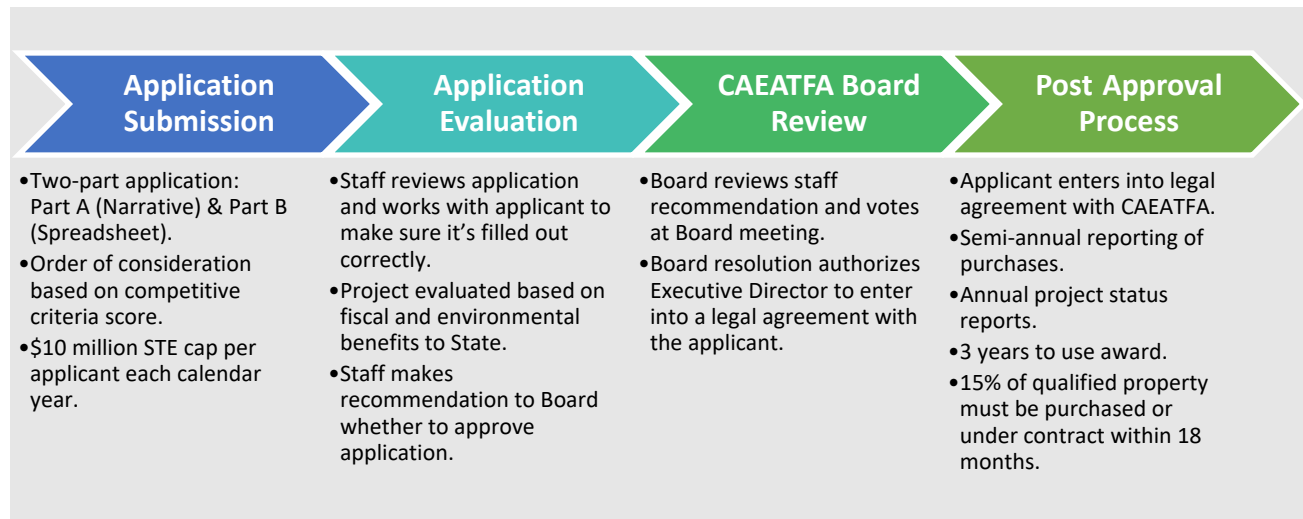 Application
Submission
Application
Evaluation
CAEATFA Board
Review
Post Approval
Process
•Two-part application:
Part A (Narrative) & Part B
(Spreadsheet).
•Order of consideration
based on competitive
criteria score.
•$10 million STE cap per
applicant each calendar
year.
•Staff reviews application
and works with applicant to
make sure it's filled out
correctly.
•Project evaluated based on
fiscal and environmental
benefits to State.
•Staff makes
recommendation to Board
whether to approve
application.
•Board reviews staff
recommendation and votes
at Board meeting.
•Board resolution authorizes
Executive Director to enter
into a legal agreement with
the applicant.
•Applicant enters into legal
agreement with CAEATFA.
•Semi-annual reporting of
purchases.
•Annual project status
reports.
•3 years to use award.
•15% of qualified property
must be purchased or
under contract within 18
months.